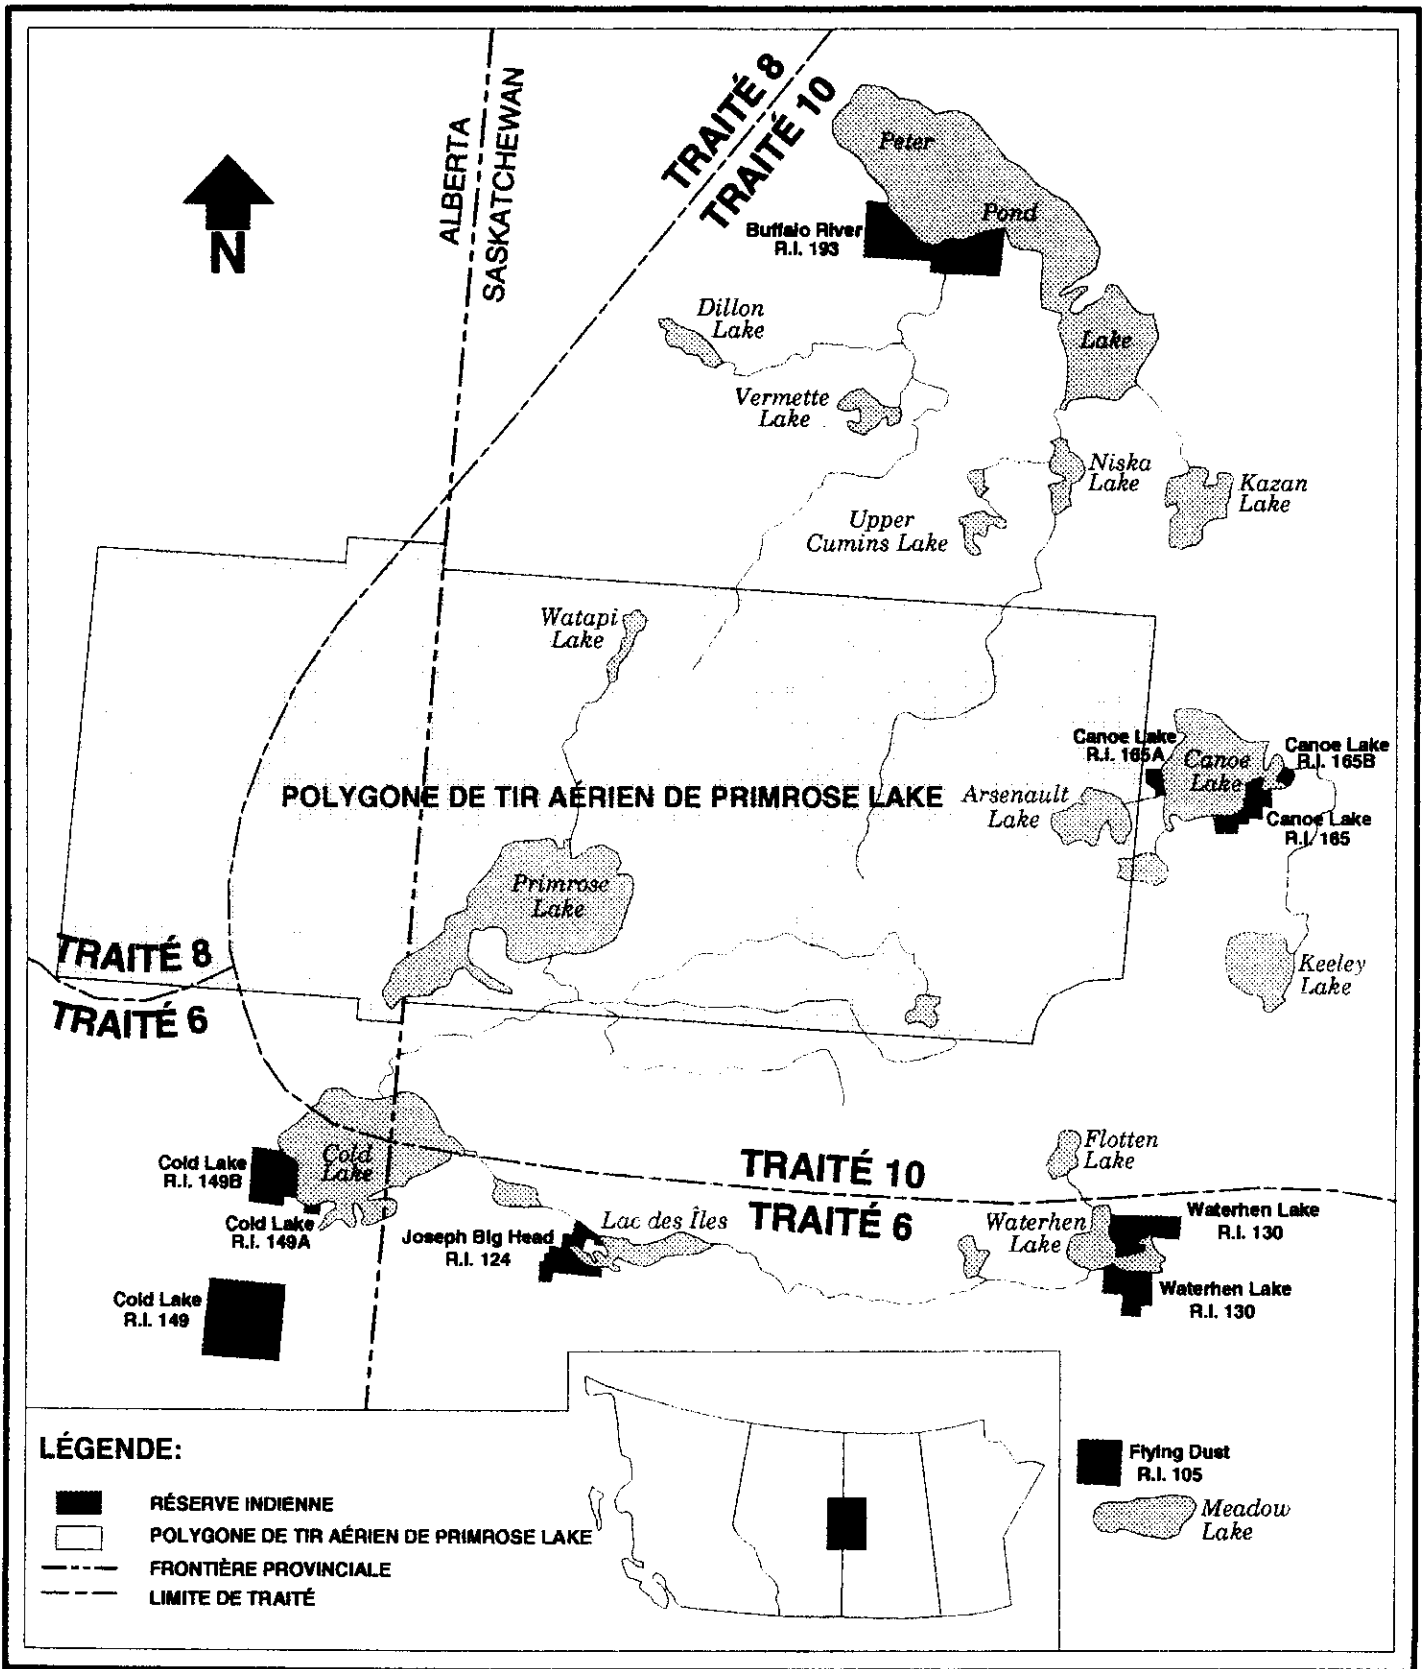 TRAITÉ 8
TRAITÉ 10
ALBERTA
SASKATCHEWAN
N
Peter
Pond
Lake
Buffalo River
R.I. 193
Dillon
Lake
Vermette
Lake
Niska
Lake
Kazan
Lake
Upper
Cumins Lake
Watapi
Lake
Canoe Lake
R.I. 165A
Canoe
Lake
Canoe Lake
R.I. 165B
POLYGONE DE TIR AÉRIEN DE PRIMROSE LAKE
Arsenault
Lake
Canoe Lake
R.I. 165
Primrose
Lake
TRAITÉ 8
TRAITÉ 6
Keeley
Lake
Cold Lake
R.I. 149B
Cold
Lake
TRAITÉ 10
TRAITÉ 6
Flotten
Lake
Cold Lake
R.I. 149A
Joseph Big Head
R.I. 124
Lac des Îles
Waterhen
Lake
Waterhen Lake
R.I. 130
Waterhen Lake
R.I. 130
Cold Lake
R.I. 149
LÉGENDE:
RÉSERVE INDIENNE
POLYGONE DE TIR AÉRIEN DE PRIMROSE LAKE
FRONTIÈRE PROVINCIALE
LIMITE DE TRAITÉ
Flying Dust
R.I. 105
Meadow
Lake